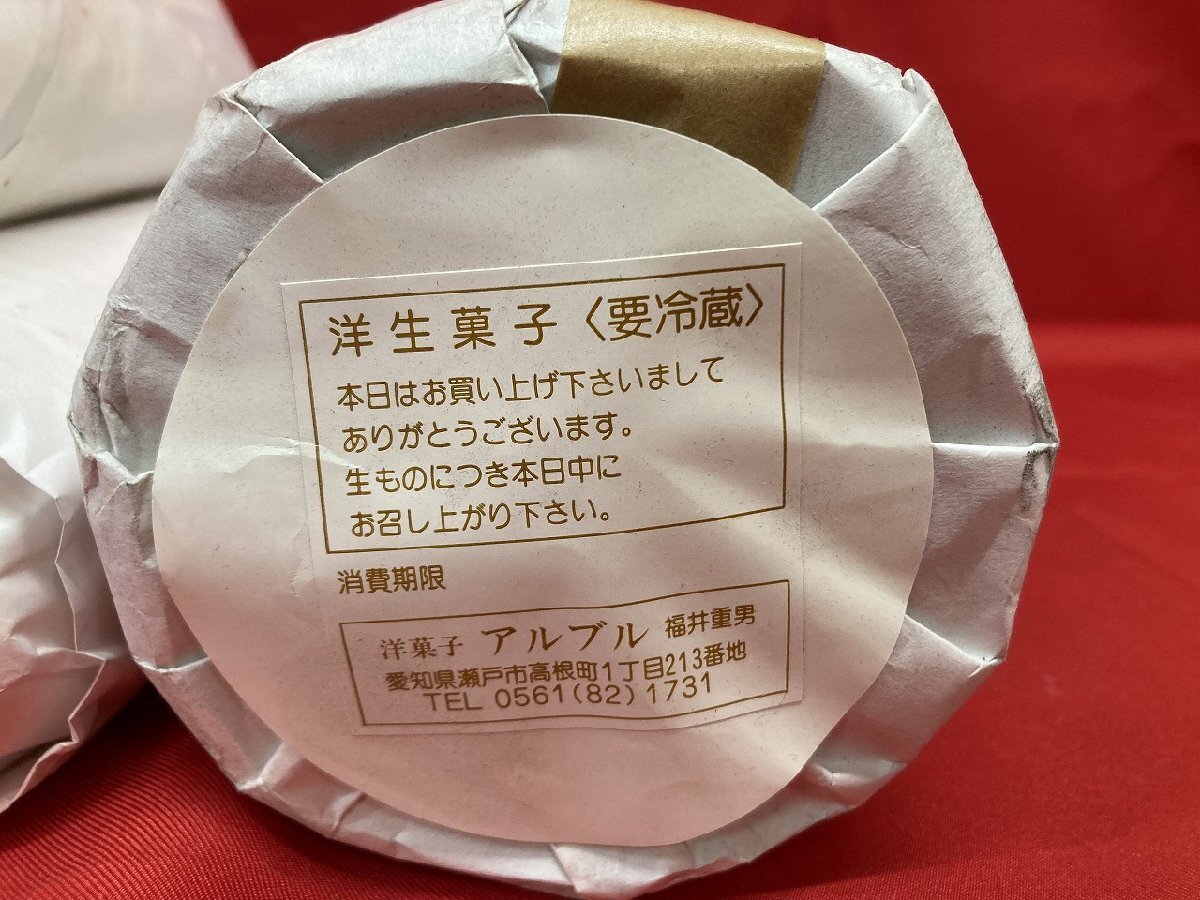 洋生菓子〈要冷蔵〉
本日はお買い上げ下さいまして
ありがとうございます。
生ものにつき本日中に
お召し上がり下さい。
消費期限
洋菓子 アルブル 福井重男
愛知県瀬戸市高根町1丁目213番地
TEL 0561(82)1731